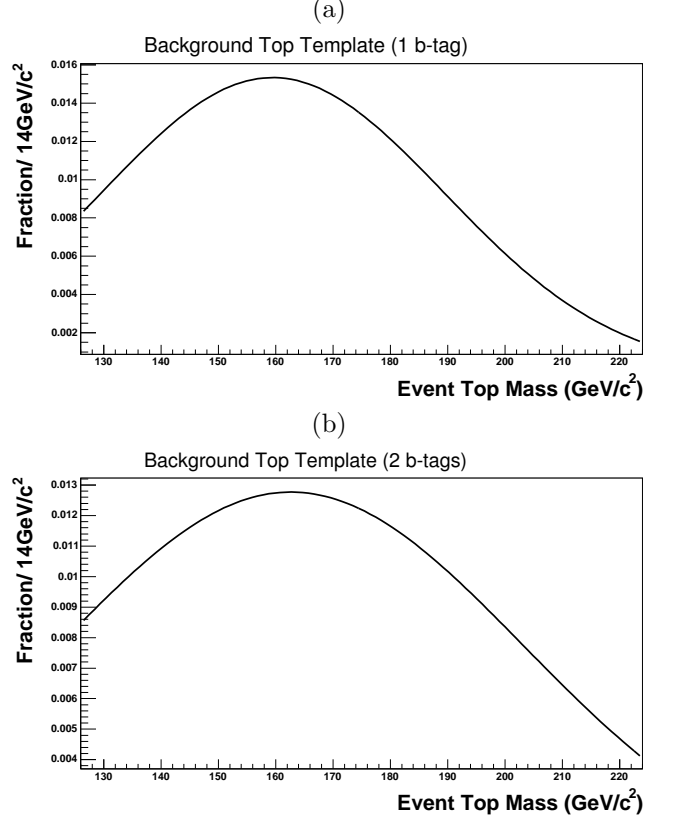 (a)
Background Top Template (1 b-tag)
Fraction/ 14GeV/c²
0.016
0.014
0.012
0.01
0.008
0.006
0.004
0.002
130 140 150 160 170 180 190 200 210 220
Event Top Mass (GeV/c²)
(b)
Background Top Template (2 b-tags)
Fraction/ 14GeV/c²
0.013
0.012
0.011
0.01
0.009
0.008
0.007
0.006
0.005
0.004
130 140 150 160 170 180 190 200 210 220
Event Top Mass (GeV/c²)